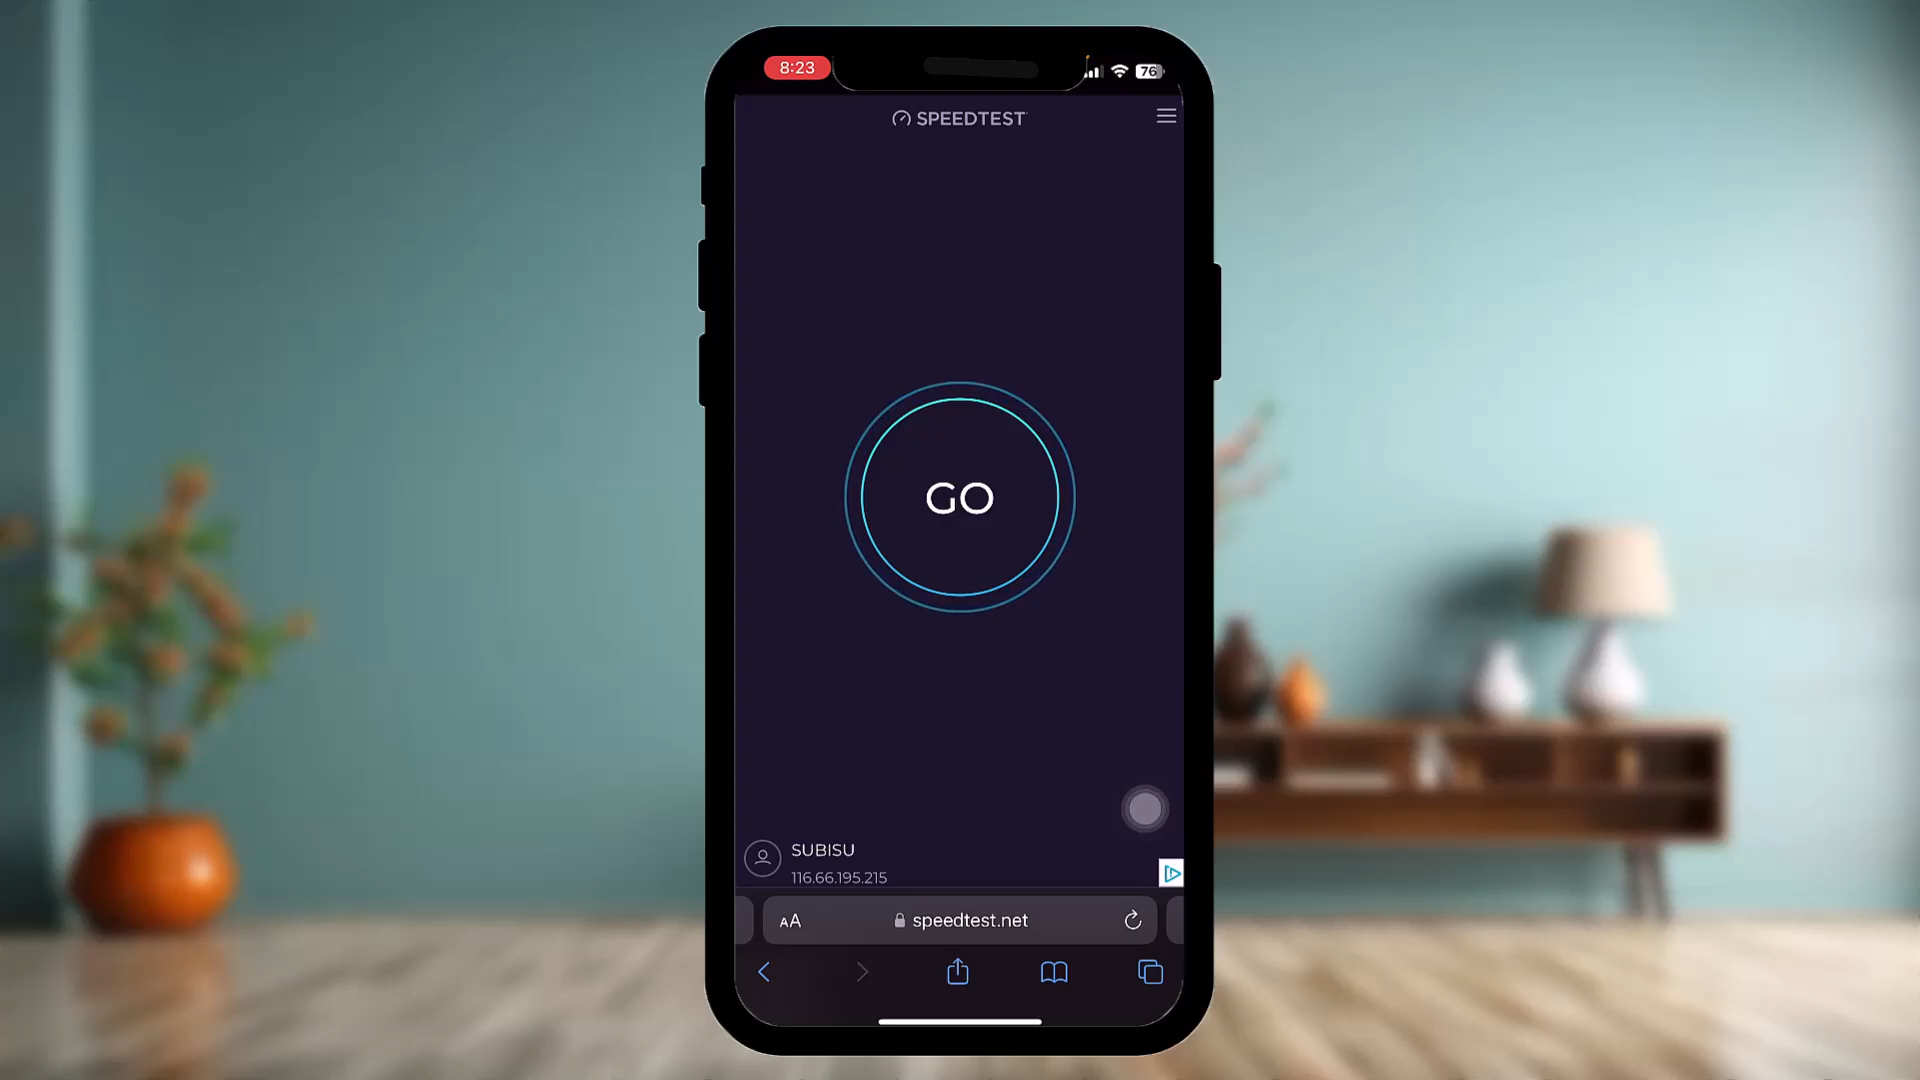 8:23
76
SPEEDTEST
GO
SUBISU
116.66.195.215
AA
speedtest.net